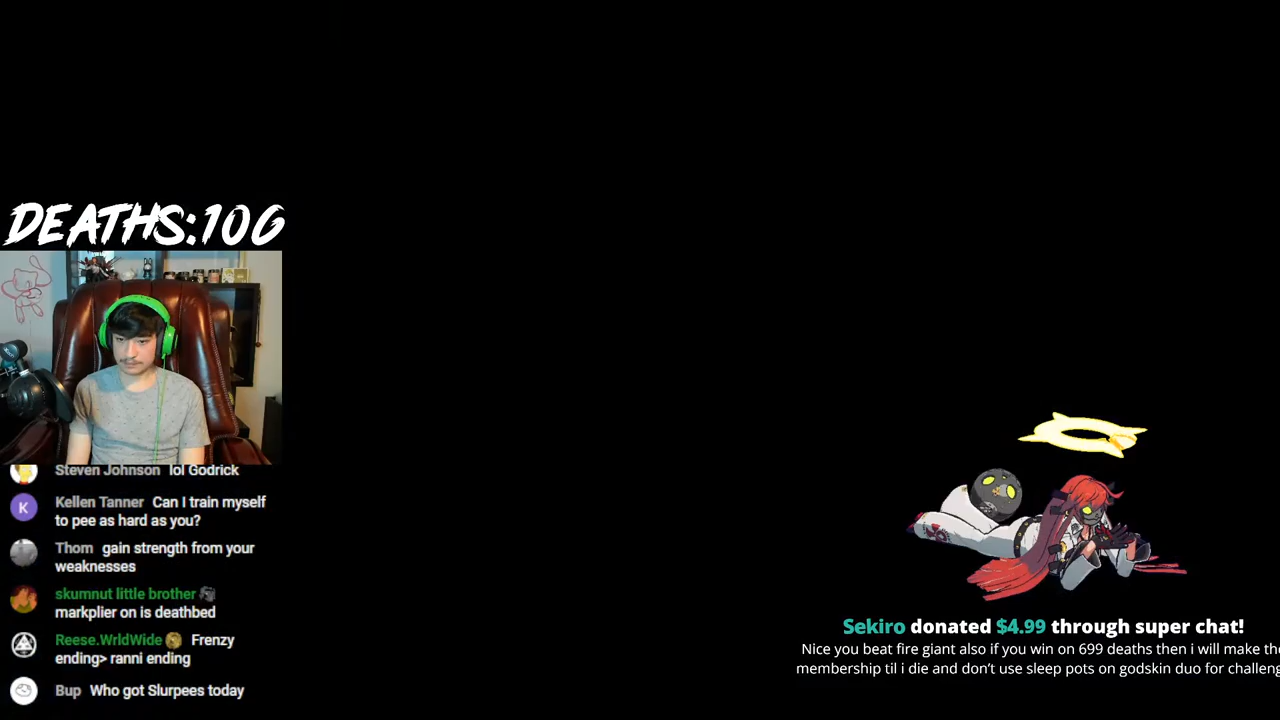 DEATHS:106
Steven Johnson lol Godrick
Kellen Tanner Can I train myself
to pee as hard as you?
Thom gain strength from your
weaknesses
skumnut little brother
markplier on is deathbed
Reese.WrldWide Frenzy
ending> ranni ending
Bup Who got Slurpees today
K
Sekiro donated $4.99 through super chat!
Nice you beat fire giant also if you win on 699 deaths then i will make the
membership til i die and don't use sleep pots on godskin duo for challeng